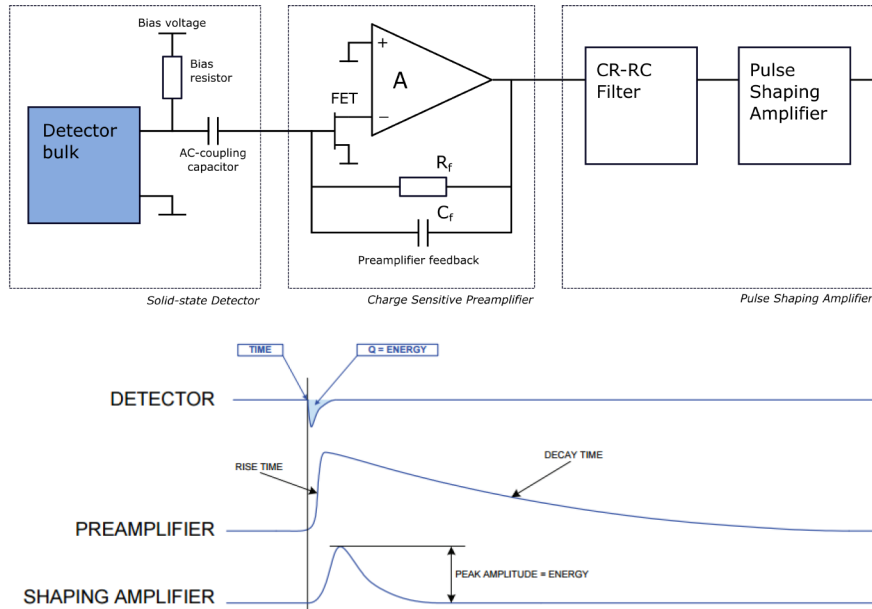 Bias voltage
Bias
resistor
Detector
bulk
AC-coupling
capacitor
Solid-state Detector
FET
+
A
−
R_f
C_f
Preamplifier feedback
Charge Sensitive Preamplifier
CR-RC
Filter
Pulse
Shaping
Amplifier
Pulse Shaping Amplifier
TIME
Q = ENERGY
DETECTOR
RISE TIME
DECAY TIME
PREAMPLIFIER
PEAK AMPLITUDE = ENERGY
SHAPING AMPLIFIER